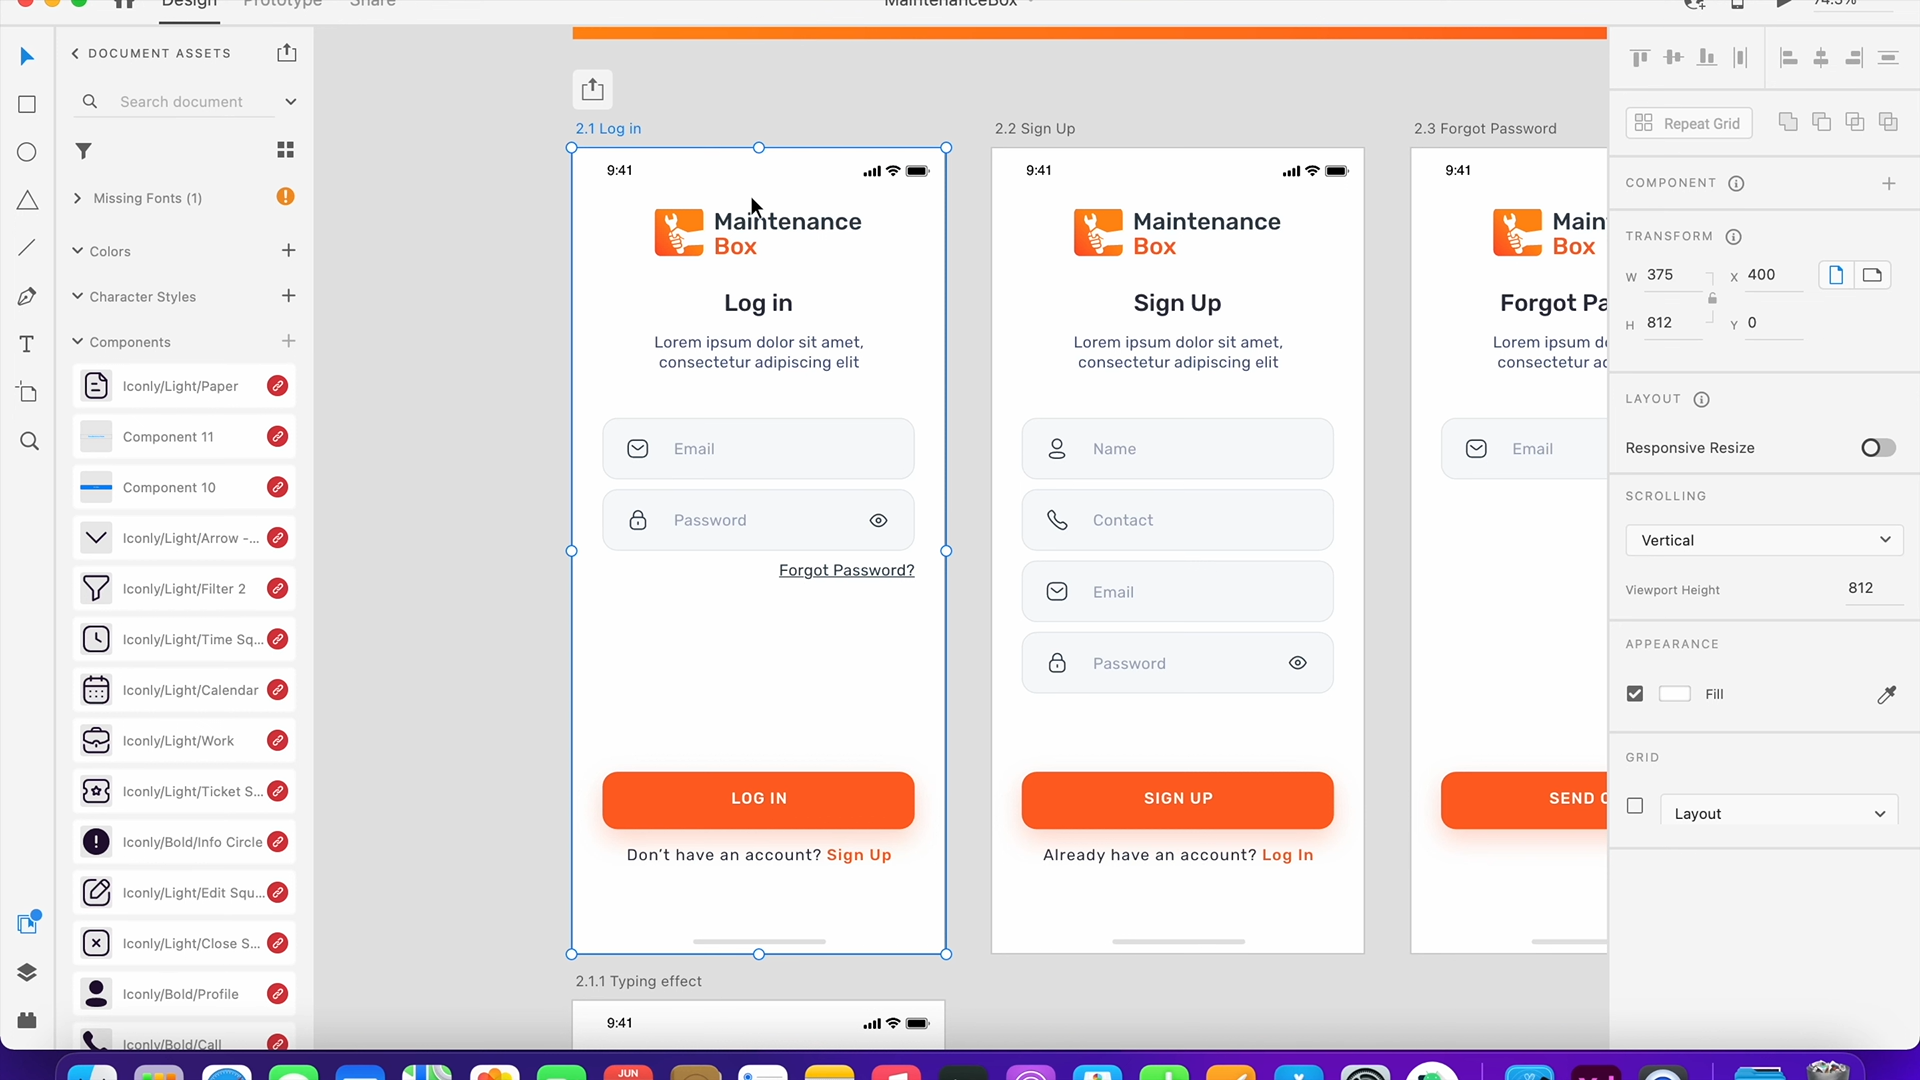 Design
Prototype
Share
MaintenanceBox
74.3%
DOCUMENT ASSETS
Search document
Missing Fonts (1)
Colors
Character Styles
Components
Iconly/Light/Paper
Component 11
Component 10
Iconly/Light/Arrow -...
Iconly/Light/Filter 2
Iconly/Light/Time Sq...
Iconly/Light/Calendar
Iconly/Light/Work
Iconly/Light/Ticket S...
Iconly/Bold/Info Circle
Iconly/Light/Edit Squ...
Iconly/Light/Close S...
Iconly/Bold/Profile
Iconly/Bold/Call
2.1 Log in
9:41
Maintenance
Box
Log in
Lorem ipsum dolor sit amet,
consectetur adipiscing elit
Email
Password
Forgot Password?
LOG IN
Don't have an account? Sign Up
2.1.1 Typing effect
9:41
2.2 Sign Up
9:41
Maintenance
Box
Sign Up
Lorem ipsum dolor sit amet,
consectetur adipiscing elit
Name
Contact
Email
Password
SIGN UP
Already have an account? Log In
2.3 Forgot Password
9:41
Box
Email
SEND
Repeat Grid
COMPONENT
TRANSFORM
W 375
X 400
H 812
Y 0
LAYOUT
Responsive Resize
SCROLLING
Vertical
Viewport Height
812
APPEARANCE
Fill
GRID
Layout
JUN